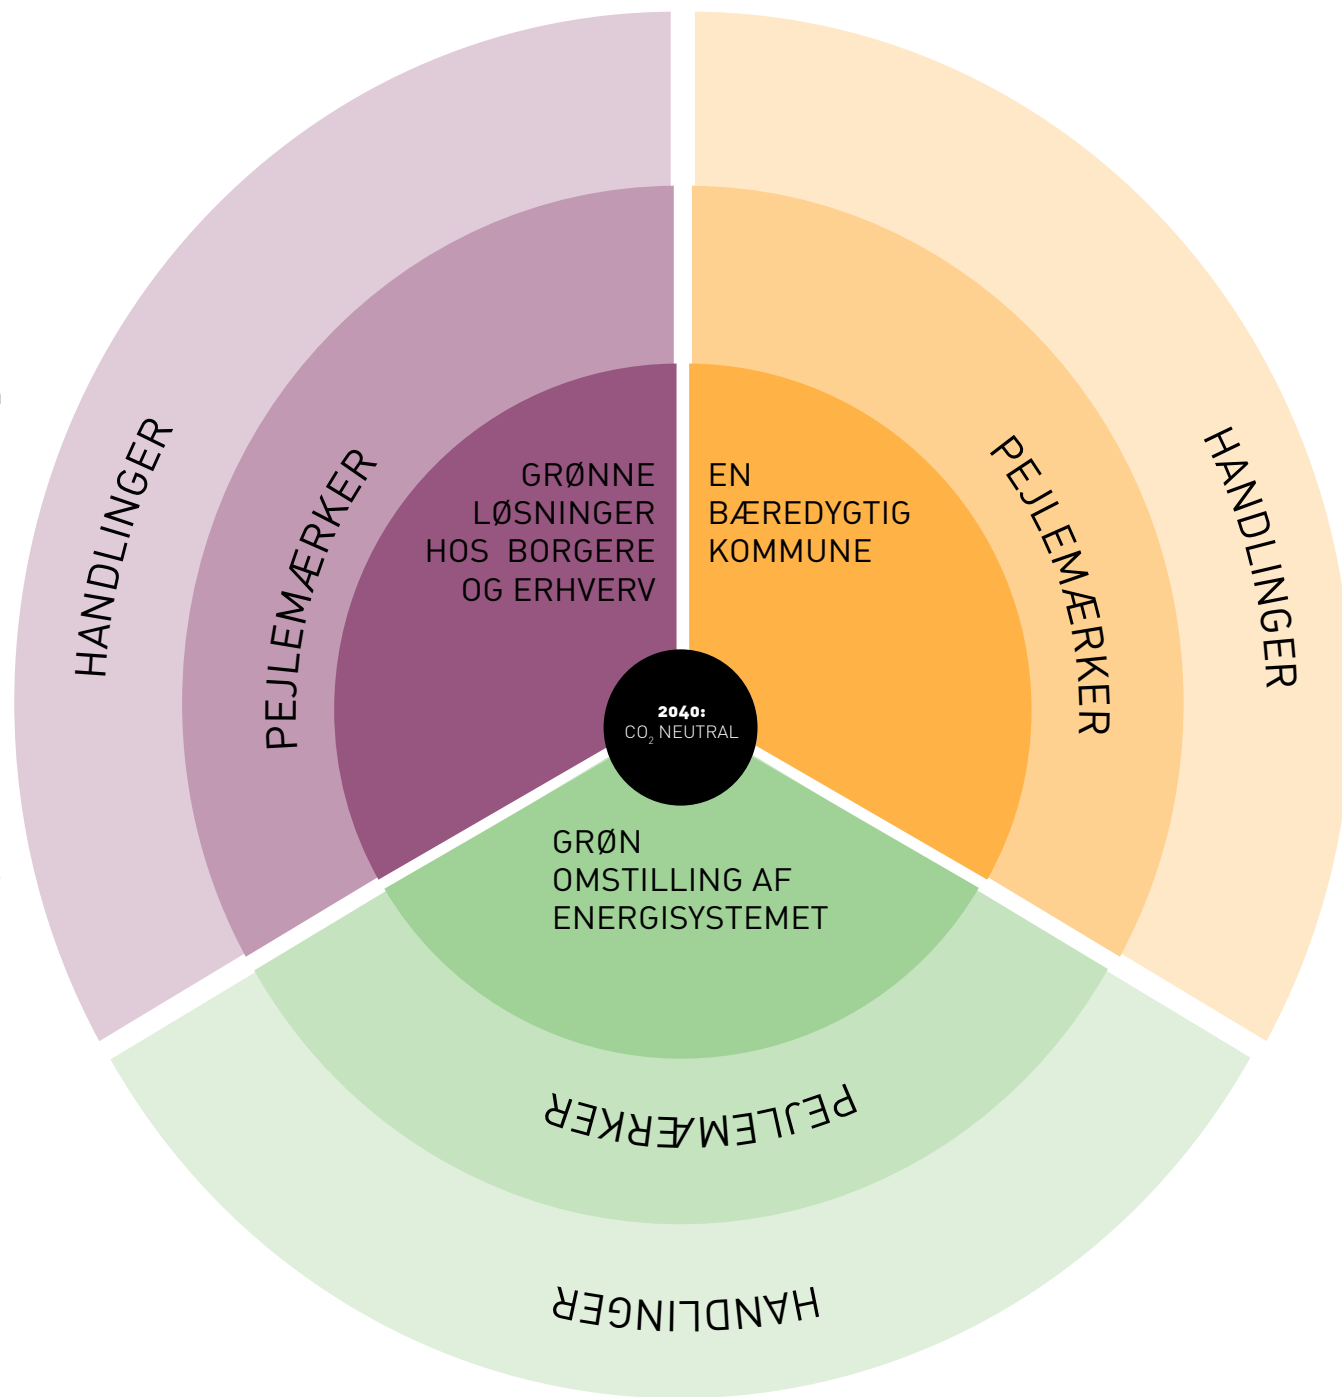 HANDLINGER
PEJLEMÆRKER
GRØNNE
LØSNINGER
HOS BORGERE
OG ERHVERV
EN
BÆREDYGTIG
KOMMUNE
PEJLEMÆRKER
HANDLINGER
2040:
CO₂ NEUTRAL
GRØN
OMSTILLING AF
ENERGISYSTEMET
PEJLEMÆRKER
HANDLINGER